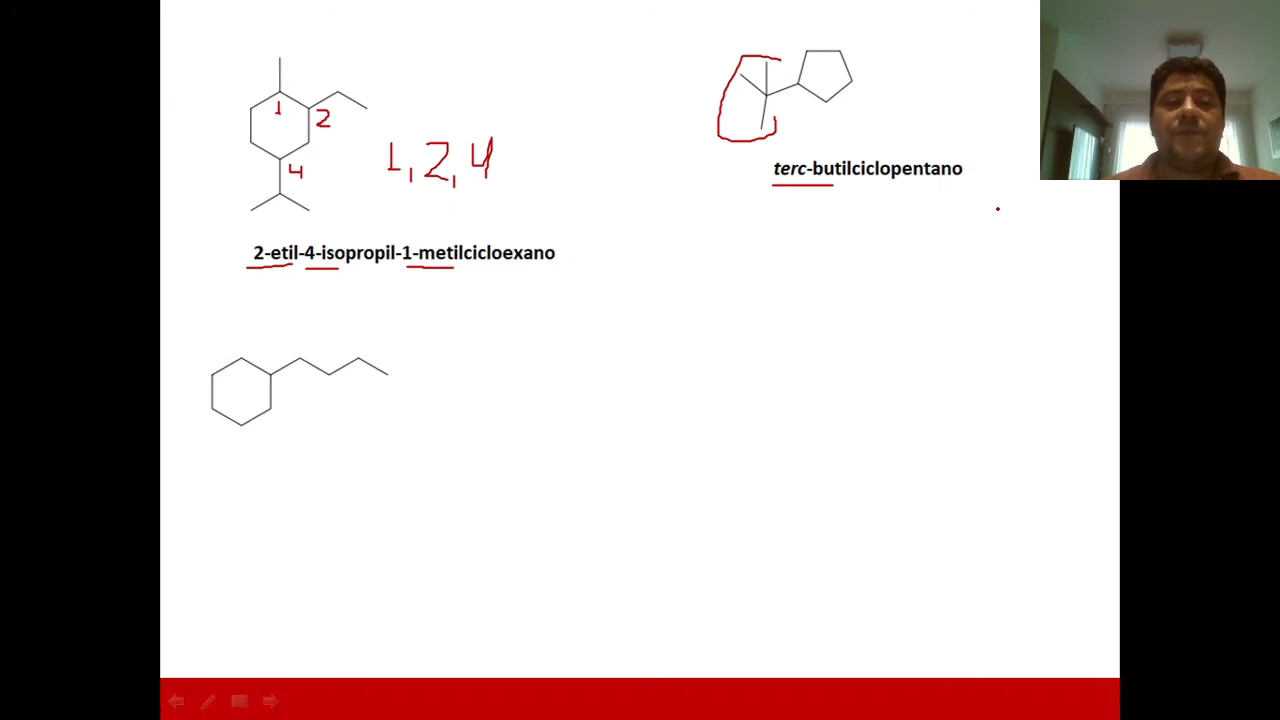 1
2
4
1, 2, 4
2-etil-4-isopropil-1-metilcicloexano
terc-butilciclopentano